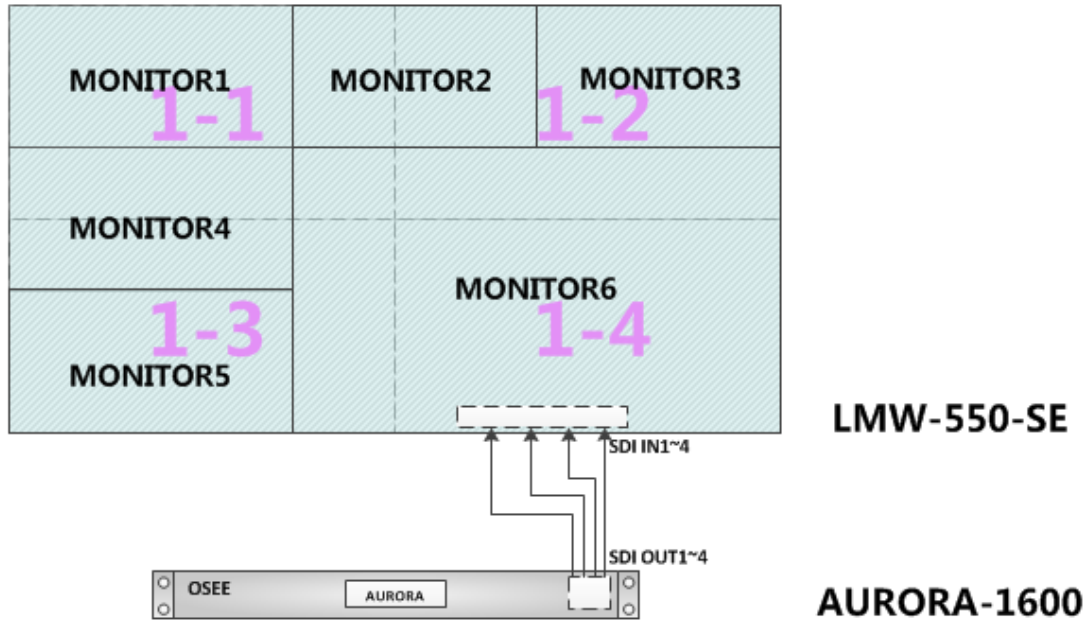 MONITOR1
MONITOR2
MONITOR3
1-1
1-2
MONITOR4
MONITOR6
1-3
1-4
MONITOR5
LMW-550-SE
SDI IN1~4
SDI OUT1~4
OSEE
AURORA
AURORA-1600